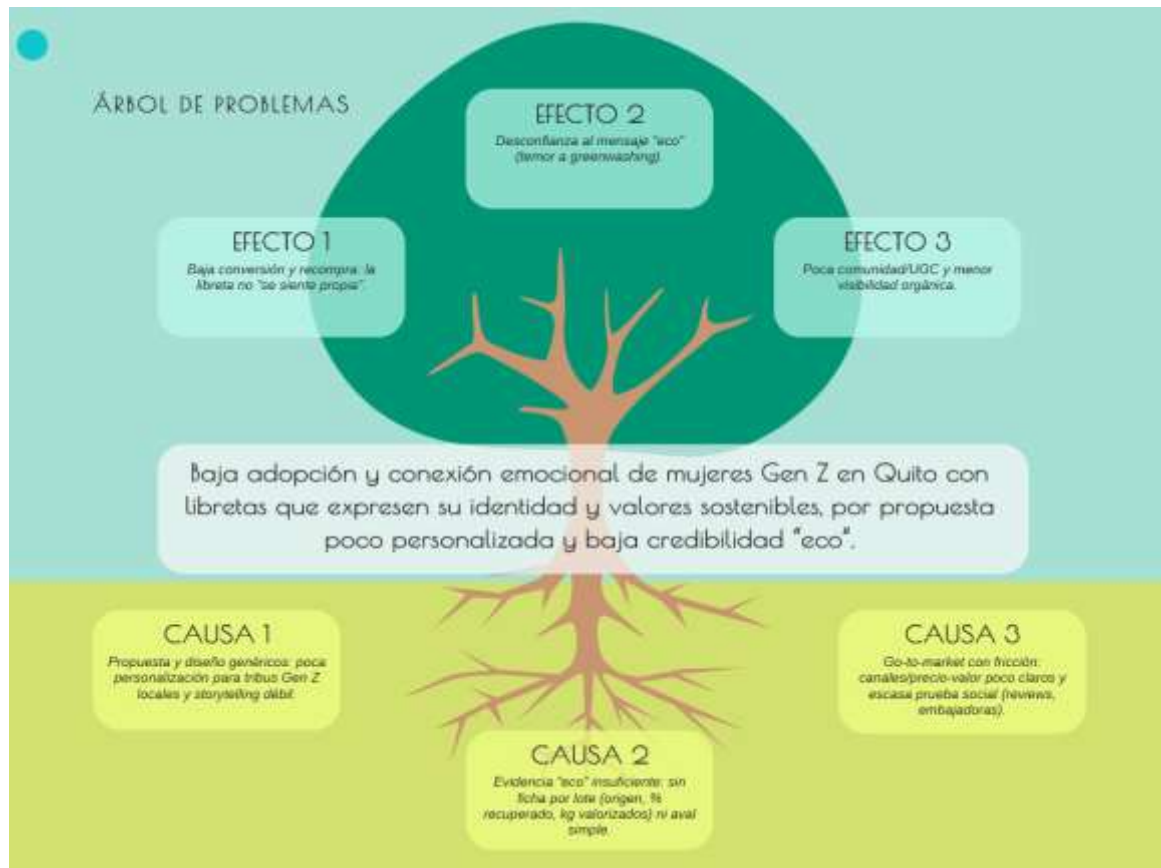 ÁRBOL DE PROBLEMAS
EFECTO 2
Desconfianza al mensaje "eco"
(temor a greenwashing).
EFECTO 1
Baja conversión y recompra: la
libreta no "se siente propia".
EFECTO 3
Poca comunidad/UGC y menor
visibilidad orgánica.
Baja adopción y conexión emocional de mujeres Gen Z en Quito con
libretas que expresen su identidad y valores sostenibles, por propuesta
poco personalizada y baja credibilidad "eco".
CAUSA 1
Propuesta y diseño genéricos: poca
personalización para tribus Gen Z
locales y storytelling débil.
CAUSA 3
Go-to-market con fricción:
canales/precio-valor poco claros y
escasa prueba social (reviews,
embajadoras).
CAUSA 2
Evidencia "eco" insuficiente: sin
ficha por lote (origen, %
recuperado, kg valorizados) ni aval
simple.